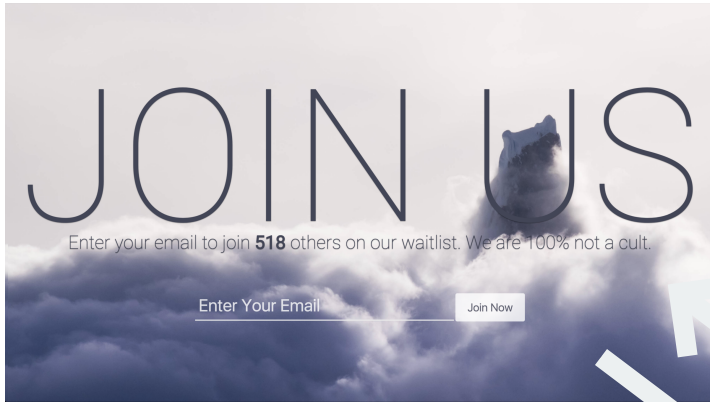 JOIN US
Enter your email to join 518 others on our waitlist. We are 100% not a cult.
Enter Your Email
Join Now